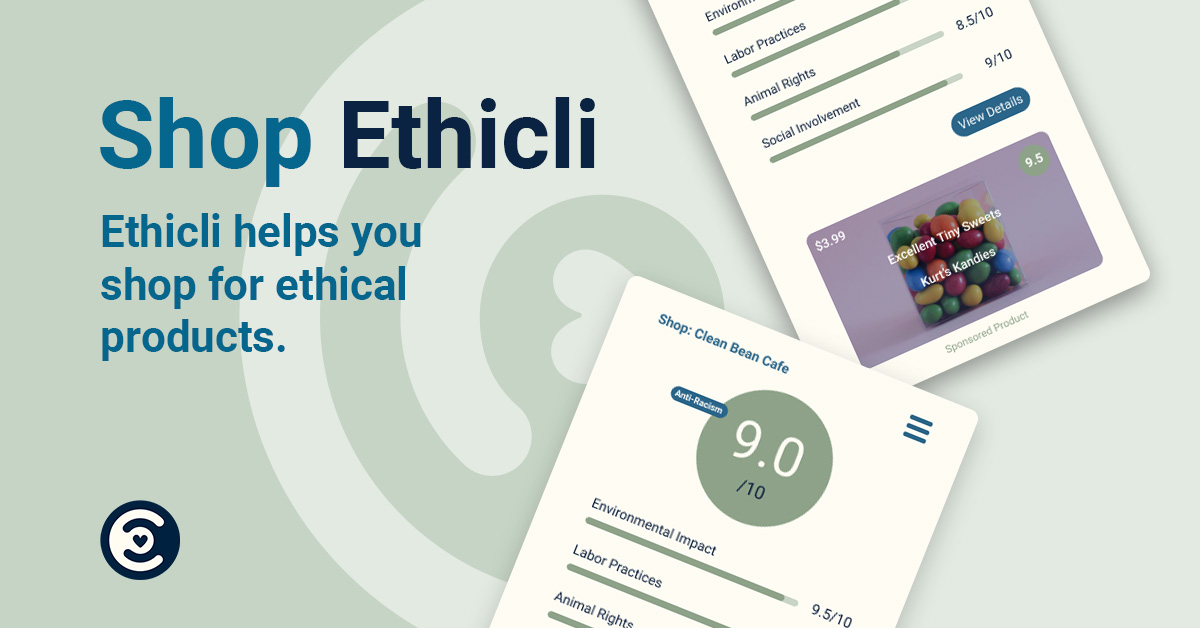 Shop Ethicli
Ethicli helps you
shop for ethical
products.
Labor Practices
8.5/10
Animal Rights
9/10
Social Involvement
View Details
9.5
$3.99
Excellent Tiny Sweets
Kurt's Kandies
Sponsored Product
Shop: Clean Bean Cafe
Anti-Racism
9.0
/10
Environmental Impact
9.5/10
Labor Practices
Animal Rights